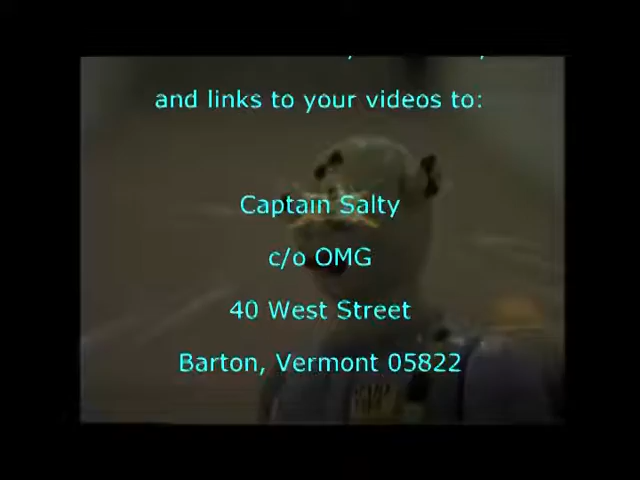 and links to your videos to:
Captain Salty
c/o OMG
40 West Street
Barton, Vermont 05822